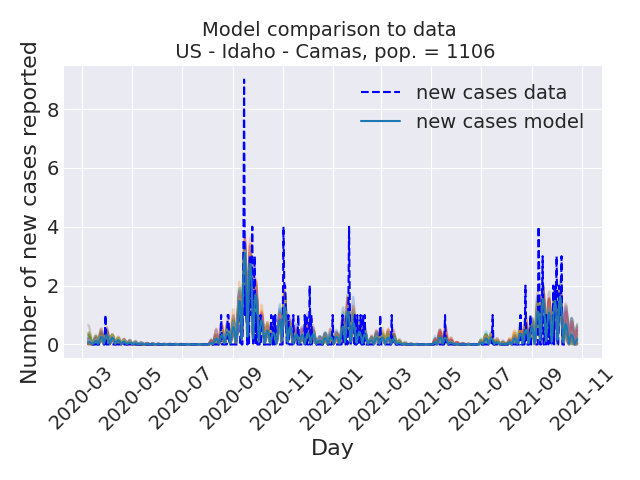 Model comparison to data
US - Idaho - Camas, pop. = 1106
Number of new cases reported
8
6
4
2
0
new cases data
new cases model
2020-03
2020-05
2020-07
2020-09
2020-11
2021-01
2021-03
2021-05
2021-07
2021-09
2021-11
Day